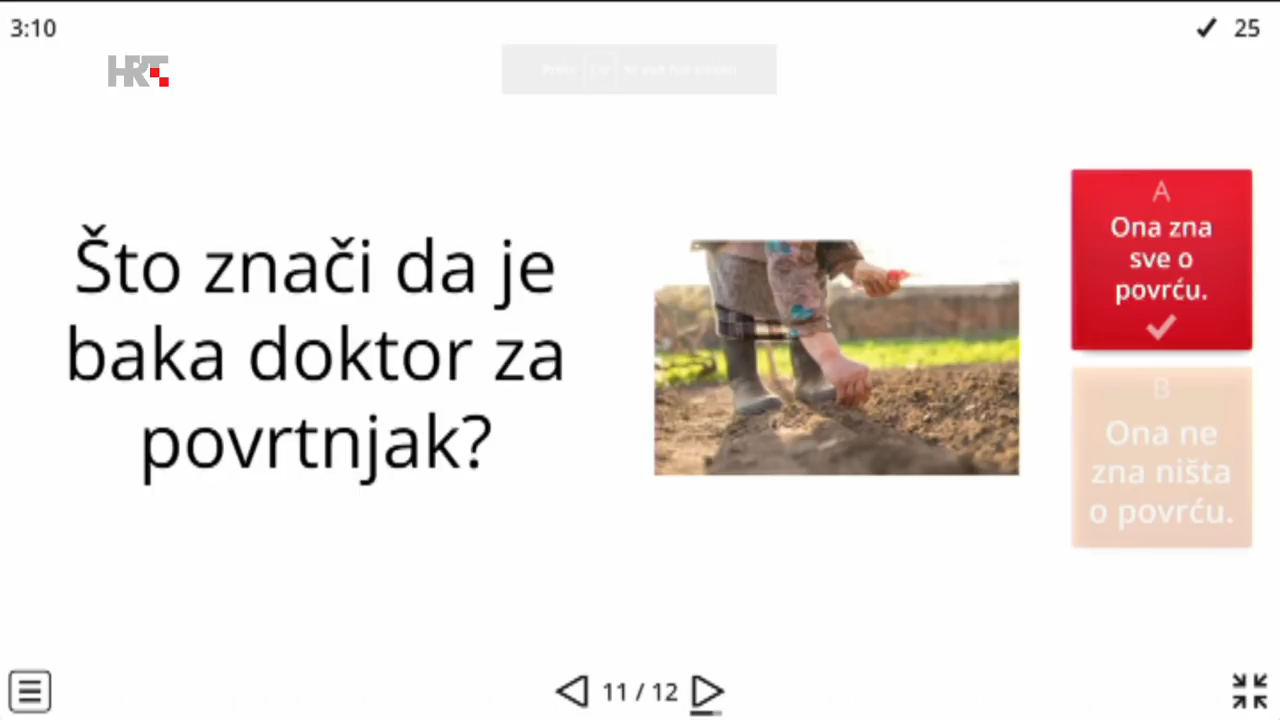 3:10
25
HRT
Što znači da je
baka doktor za
povrtnjak?
A
Ona zna
sve o
povrću.
B
Ona ne
zna ništa
o povrću.
11 / 12